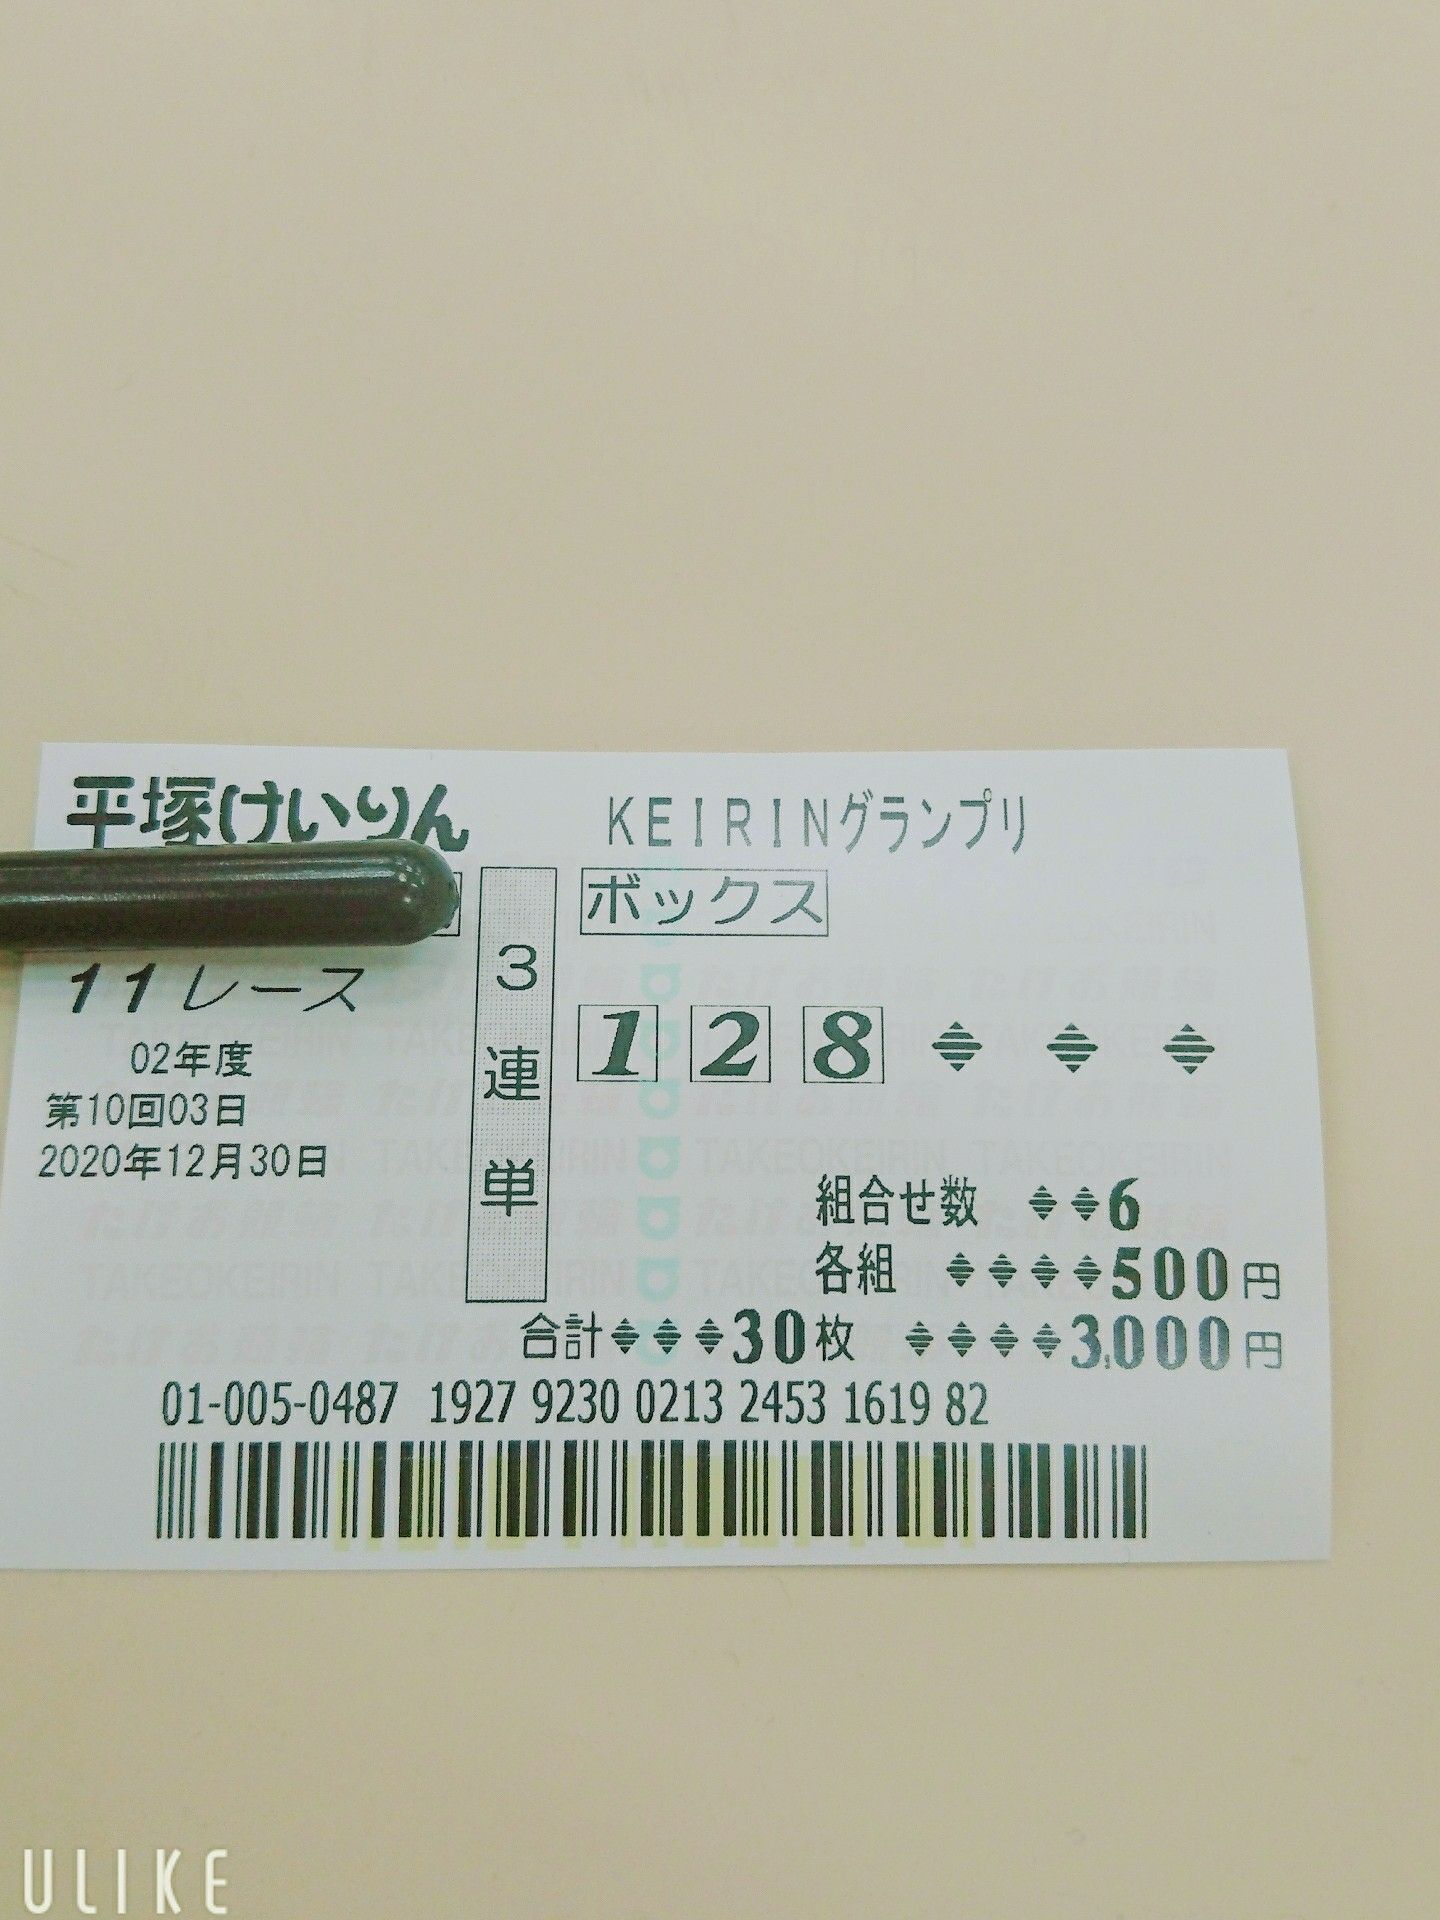 平塚けいりん KEIRINグランプリ
ボックス
11レース
3連単
1 2 8
02年度
第10回03日
2020年12月30日
組合せ数 6
各組 500円
合計 30枚 3,000円
01-005-0487 1927 9230 0213 2453 1619 82
ULIKE